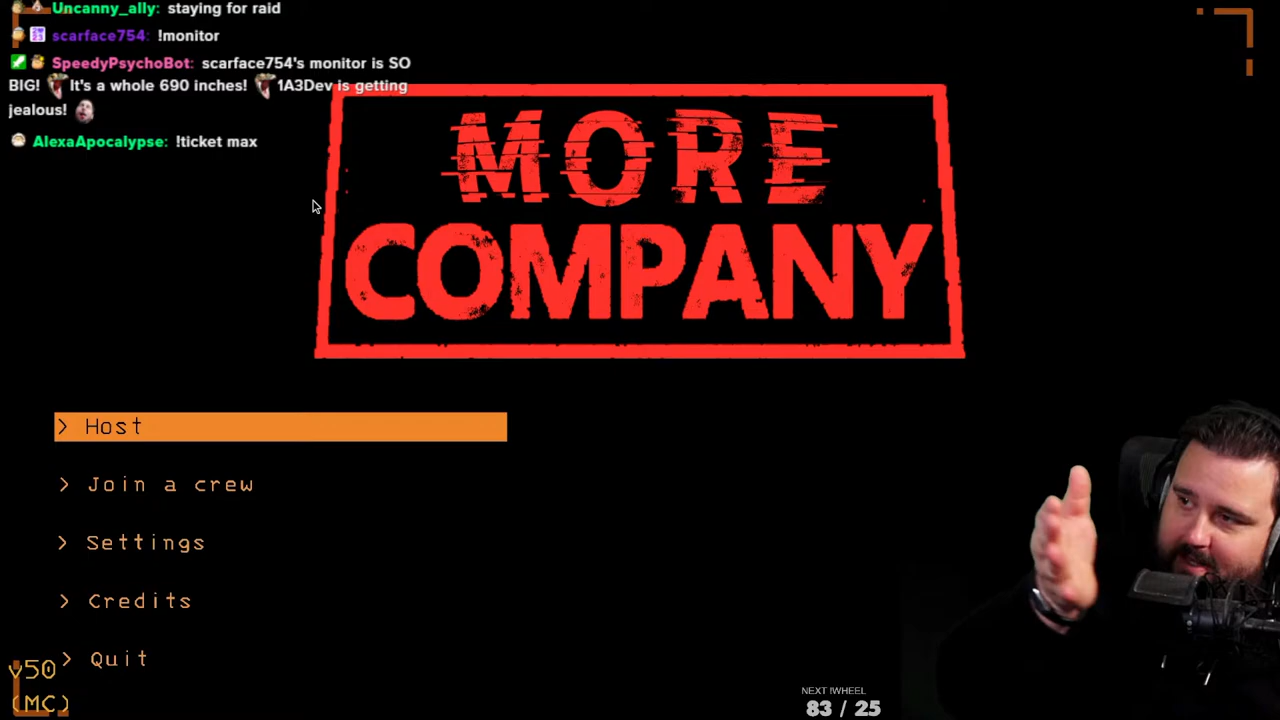 Uncanny_ally: staying for raid
scarface754: !monitor
SpeedyPsychoBot: scarface754's monitor is SO
BIG! It's a whole 690 inches! 1A3Dev is getting
jealous!
AlexaApocalypse: !ticket max
MORE
COMPANY
> Host
> Join a crew
> Settings
> Credits
> Quit
v50
(MC)
NEXT !WHEEL
83 / 25